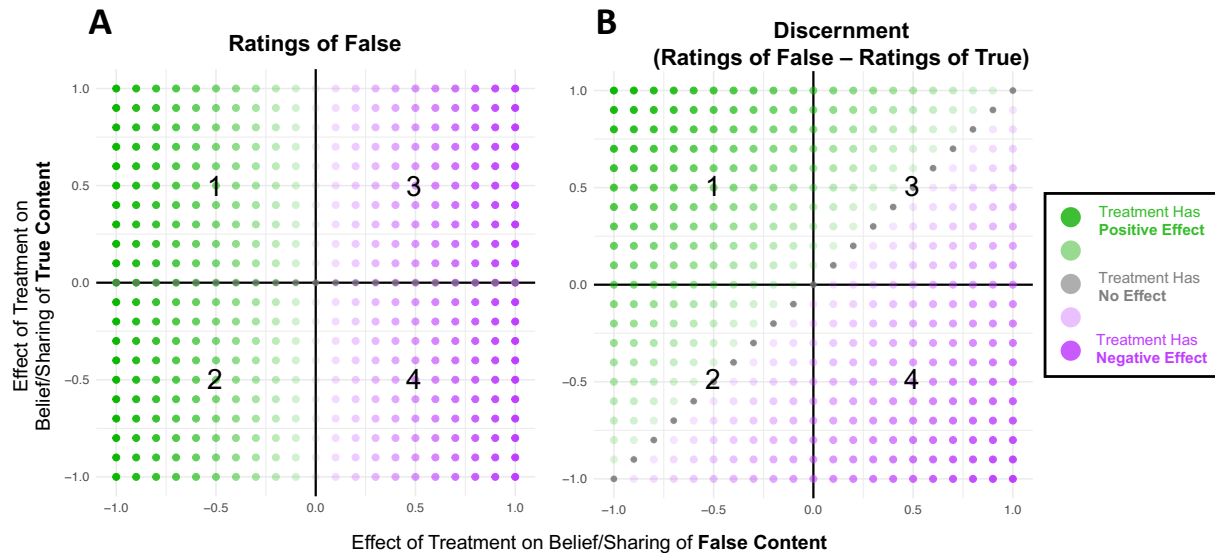 A
Ratings of False
Effect of Treatment on
Belief/Sharing of True Content
1.0
0.5
0.0
−0.5
−1.0
1
3
2
4
−1.0
−0.5
0.0
0.5
1.0
B
Discernment
(Ratings of False – Ratings of True)
1.0
0.5
0.0
−0.5
−1.0
1
3
2
4
−1.0
−0.5
0.0
0.5
1.0
Effect of Treatment on Belief/Sharing of False Content
Treatment Has
Positive Effect
Treatment Has
No Effect
Treatment Has
Negative Effect